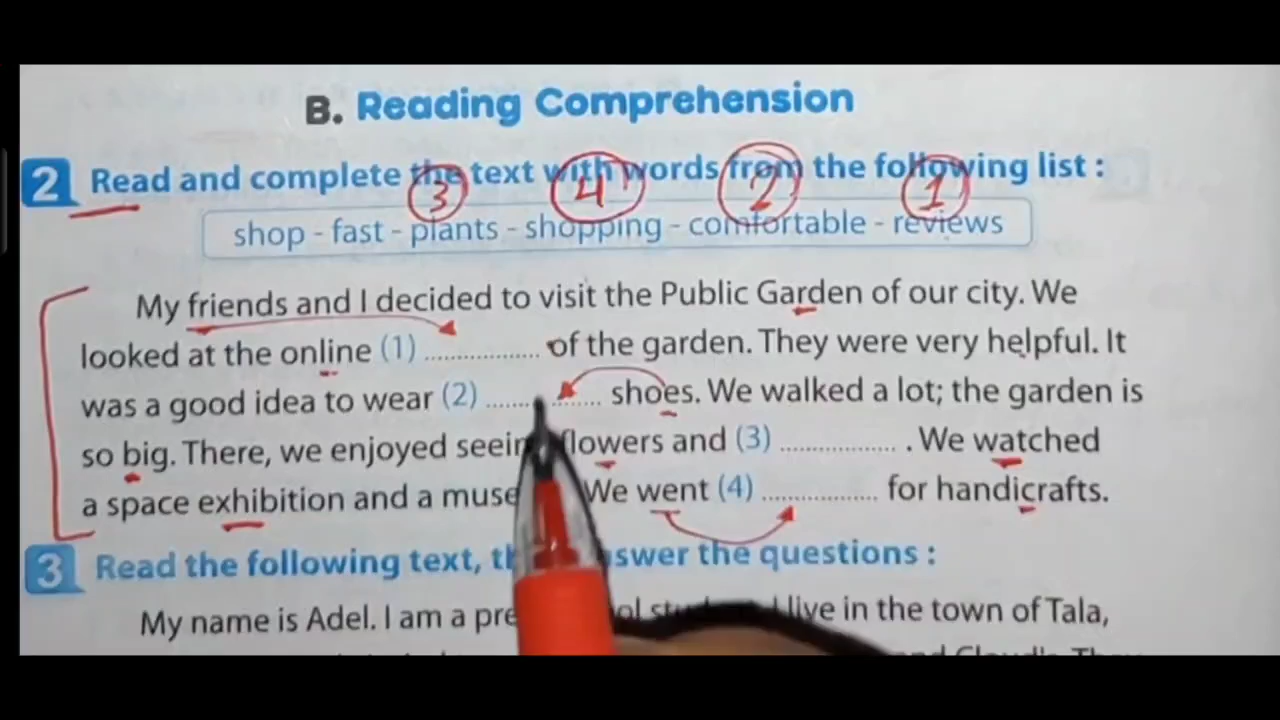 B. Reading Comprehension
2 Read and complete the text with words from the following list :
3 4 2 1
shop - fast - plants - shopping - comfortable - reviews
My friends and I decided to visit the Public Garden of our city. We
looked at the online (1) ................ of the garden. They were very helpful. It
was a good idea to wear (2) ................ shoes. We walked a lot; the garden is
so big. There, we enjoyed seein flowers and (3) ................ . We watched
a space exhibition and a muse We went (4) ................ for handicrafts.
3 Read the following text, answer the questions :
My name is Adel. I am a pre live in the town of Tala,